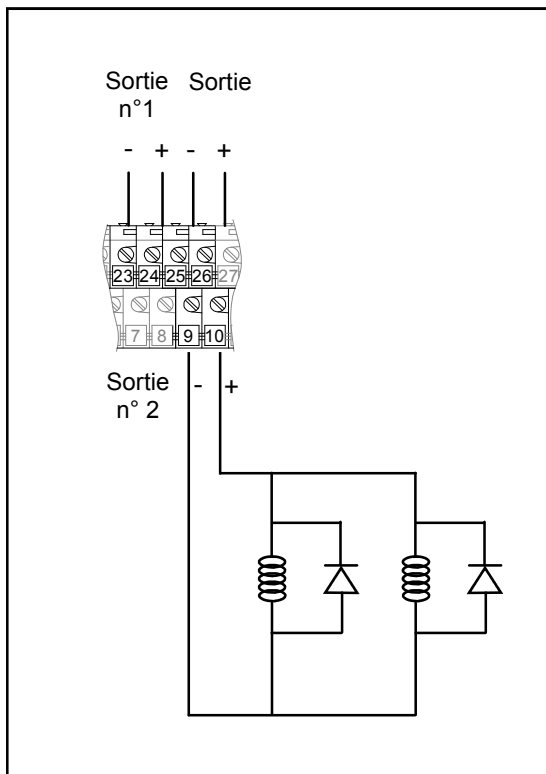 Sortie
n°1
Sortie
- + - +
23 24 25 26 27
7 8 9 10
Sortie
n° 2
- +